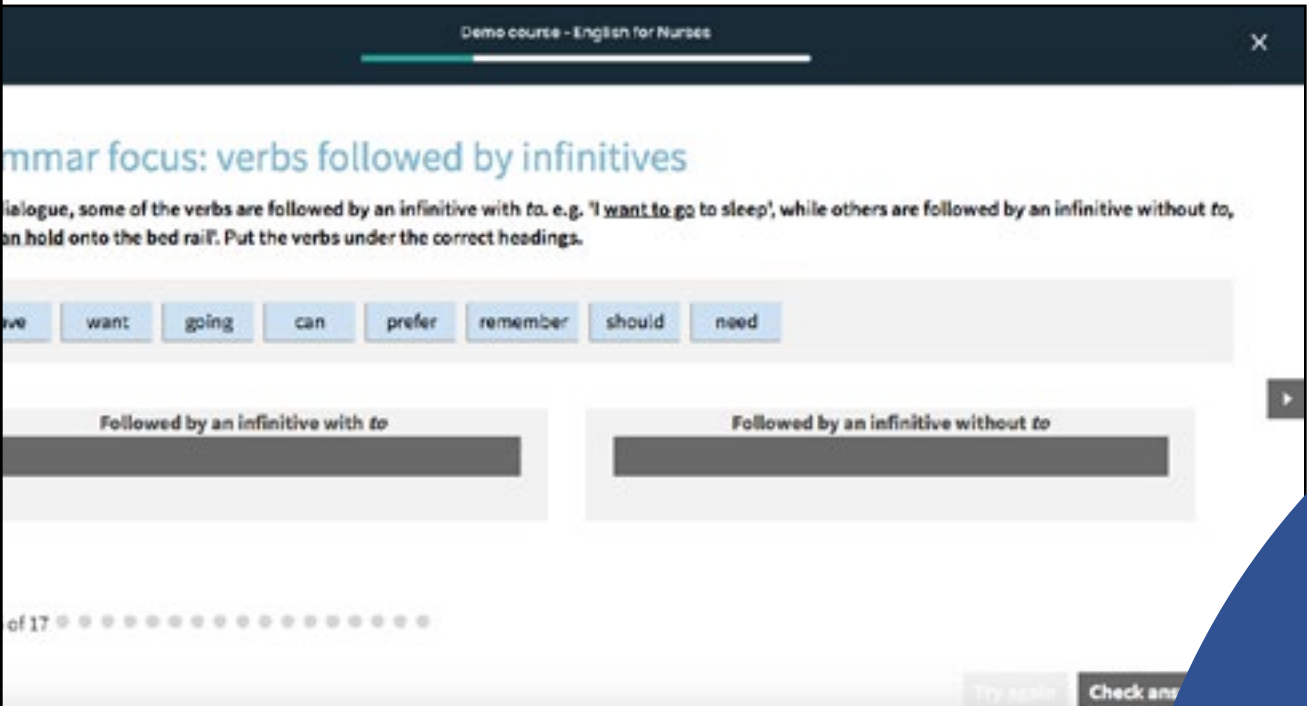 Demo course - English for Nurses
mmar focus: verbs followed by infinitives
ialogue, some of the verbs are followed by an infinitive with to. e.g. 'I want to go to sleep', while others are followed by an infinitive without to,
an hold onto the bed rail'. Put the verbs under the correct headings.
ave want going can prefer remember should need
Followed by an infinitive with to Followed by an infinitive without to
of 17
Try again Check ans